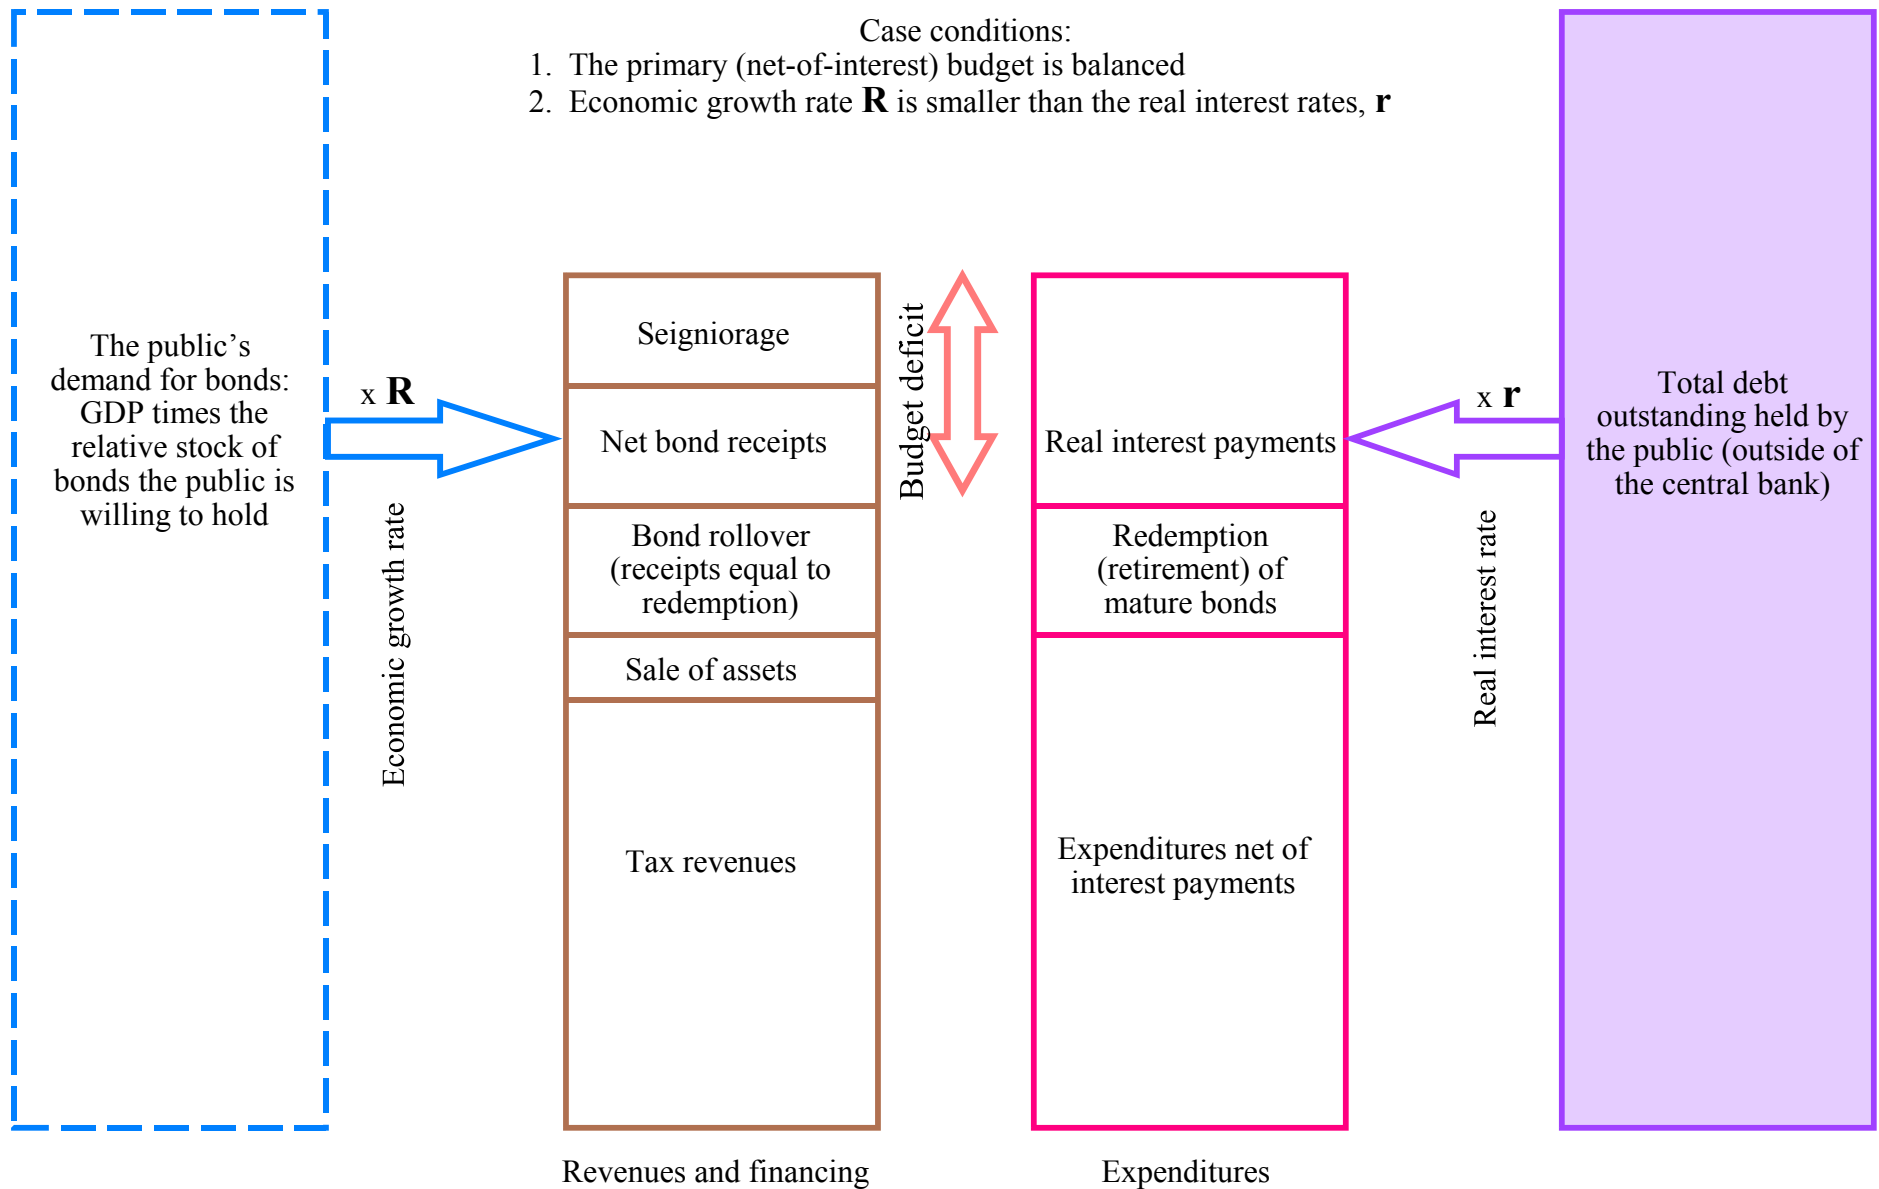 Case conditions:
1. The primary (net-of-interest) budget is balanced
2. Economic growth rate R is smaller than the real interest rates, r
The public’s
demand for bonds:
GDP times the
relative stock of
bonds the public is
willing to hold
x R
Economic growth rate
Seigniorage
Net bond receipts
Bond rollover
(receipts equal to
redemption)
Sale of assets
Tax revenues
Revenues and financing
Budget deficit
Real interest payments
Redemption
(retirement) of
mature bonds
Expenditures net of
interest payments
Expenditures
x r
Real interest rate
Total debt
outstanding held by
the public (outside of
the central bank)